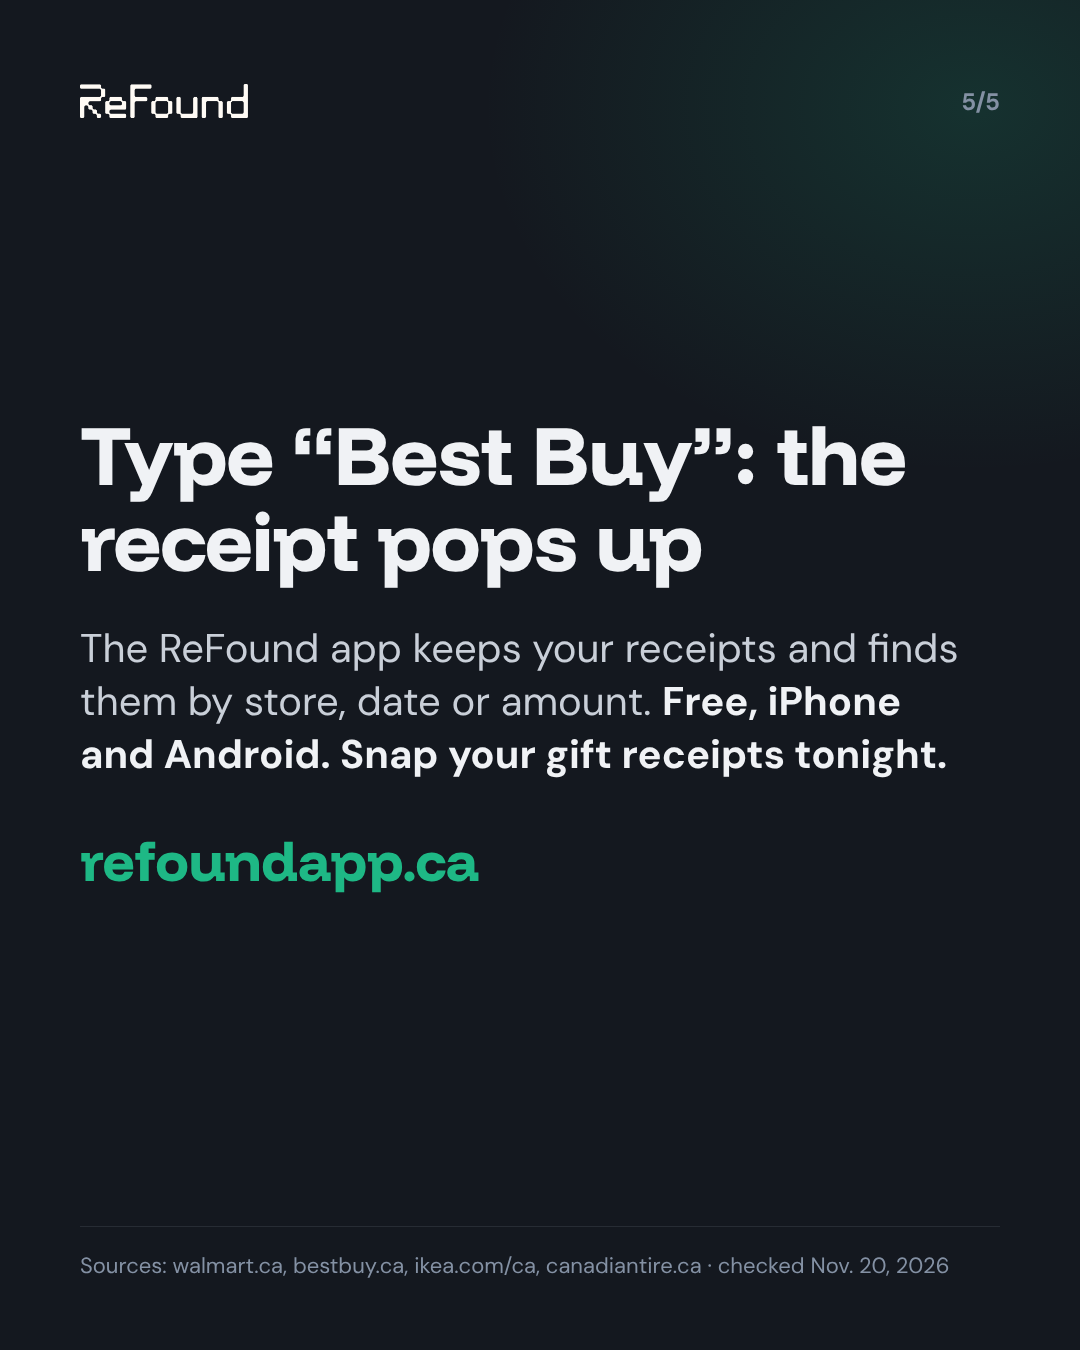 ReFound
5/5
Type “Best Buy”: the
receipt pops up
The ReFound app keeps your receipts and finds
them by store, date or amount. Free, iPhone
and Android. Snap your gift receipts tonight.
refoundapp.ca
Sources: walmart.ca, bestbuy.ca, ikea.com/ca, canadiantire.ca · checked Nov. 20, 2026